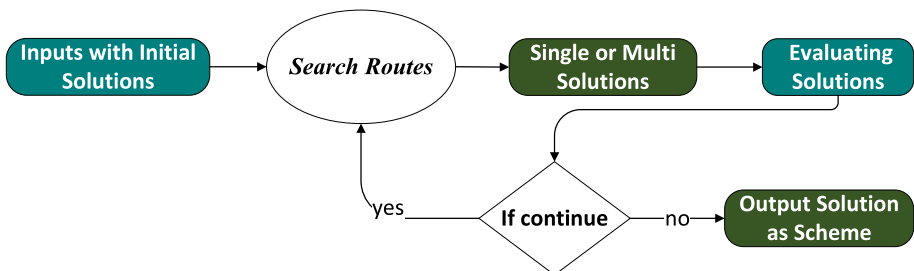 Inputs with Initial
Solutions
Search Routes
Single or Multi
Solutions
Evaluating
Solutions
yes
If continue
no
Output Solution
as Scheme